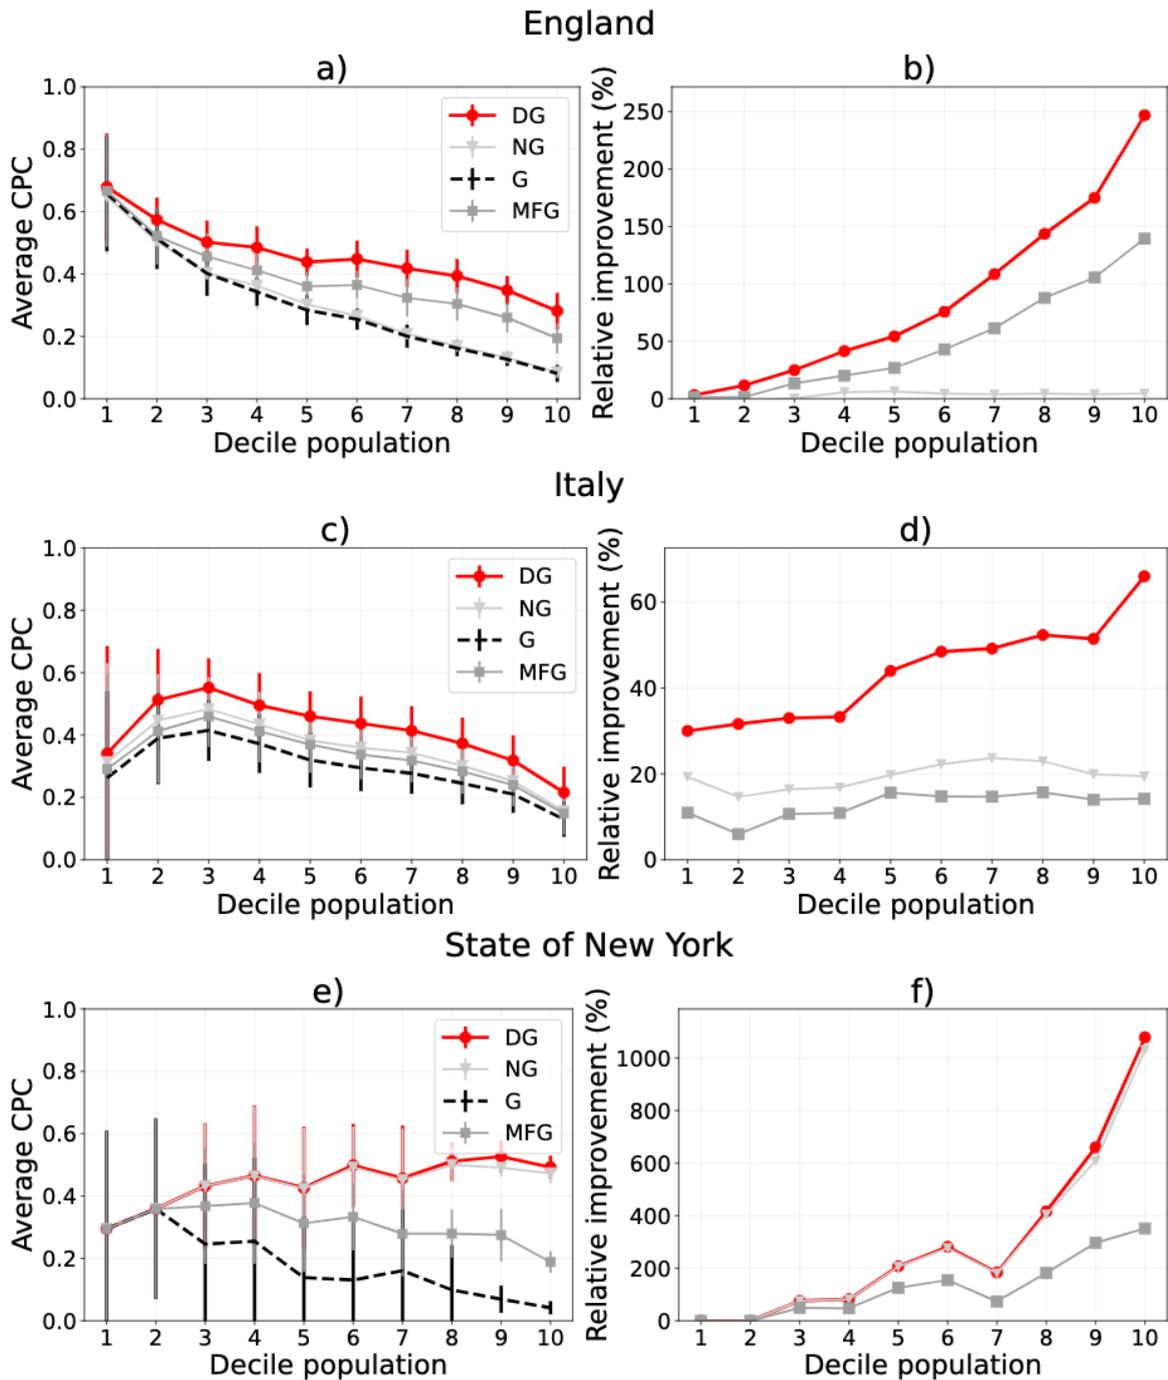 England
a)
b)
Average CPC
1.0
0.8
0.6
0.4
0.2
0.0
DG
NG
G
MFG
1 2 3 4 5 6 7 8 9 10
Decile population
Relative improvement (%)
250
200
150
100
50
0
1 2 3 4 5 6 7 8 9 10
Decile population
Italy
c)
d)
Average CPC
1.0
0.8
0.6
0.4
0.2
0.0
DG
NG
G
MFG
1 2 3 4 5 6 7 8 9 10
Decile population
Relative improvement (%)
60
40
20
0
1 2 3 4 5 6 7 8 9 10
Decile population
State of New York
e)
f)
Average CPC
1.0
0.8
0.6
0.4
0.2
0.0
DG
NG
G
MFG
1 2 3 4 5 6 7 8 9 10
Decile population
Relative improvement (%)
1000
800
600
400
200
0
1 2 3 4 5 6 7 8 9 10
Decile population